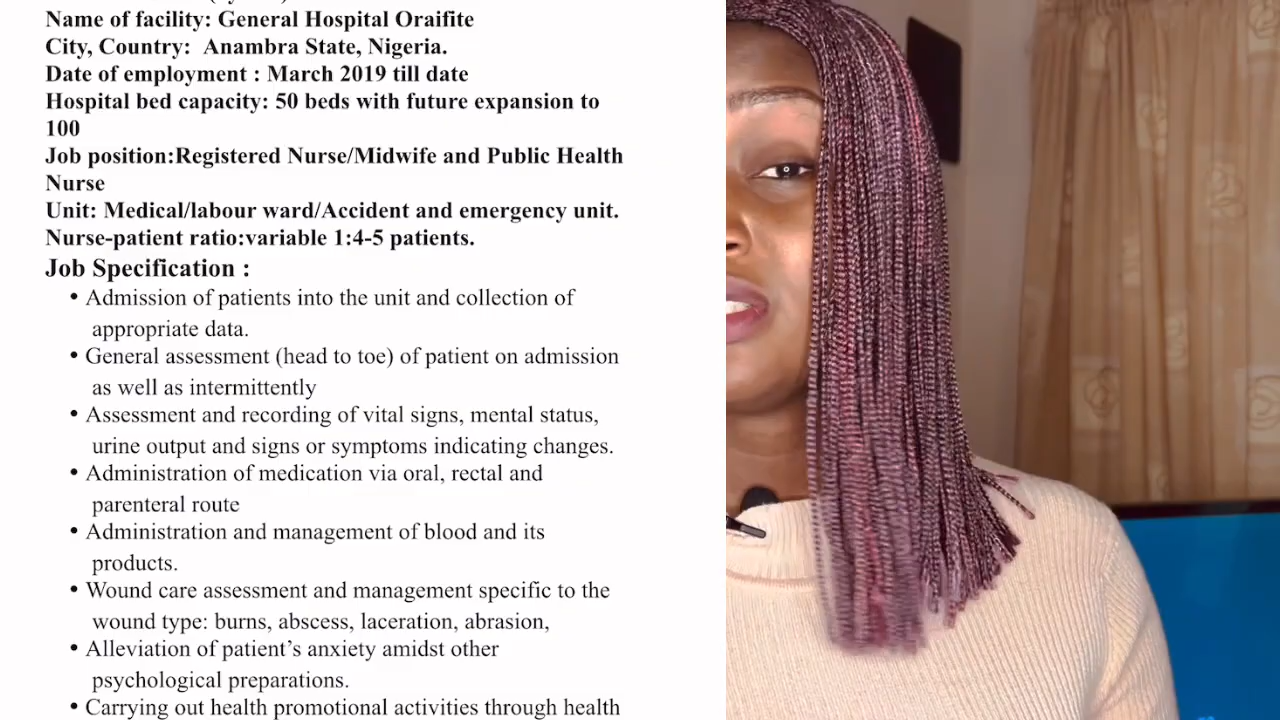 Name of facility: General Hospital Oraifite
City, Country: Anambra State, Nigeria.
Date of employment : March 2019 till date
Hospital bed capacity: 50 beds with future expansion to
100
Job position:Registered Nurse/Midwife and Public Health
Nurse
Unit: Medical/labour ward/Accident and emergency unit.
Nurse-patient ratio:variable 1:4-5 patients.
Job Specification :
• Admission of patients into the unit and collection of
appropriate data.
• General assessment (head to toe) of patient on admission
as well as intermittently
• Assessment and recording of vital signs, mental status,
urine output and signs or symptoms indicating changes.
• Administration of medication via oral, rectal and
parenteral route
• Administration and management of blood and its
products.
• Wound care assessment and management specific to the
wound type: burns, abscess, laceration, abrasion,
• Alleviation of patient’s anxiety amidst other
psychological preparations.
• Carrying out health promotional activities through health